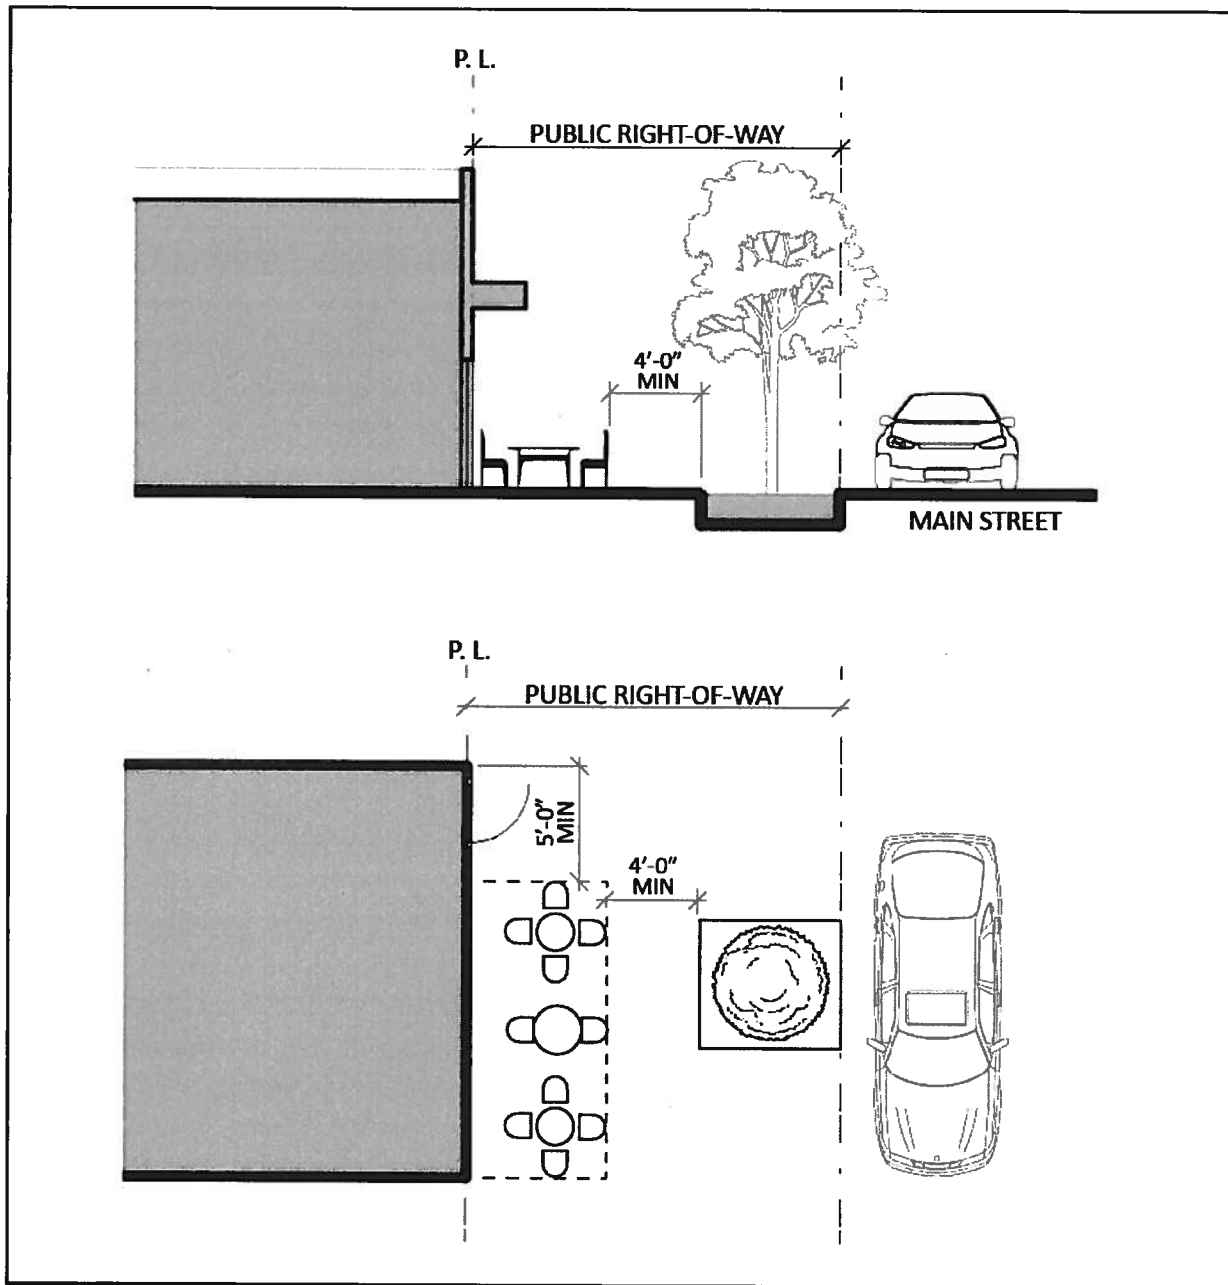 P. L.
PUBLIC RIGHT-OF-WAY
4'-0"
MIN
MAIN STREET
P. L.
PUBLIC RIGHT-OF-WAY
5'-0"
MIN
4'-0"
MIN